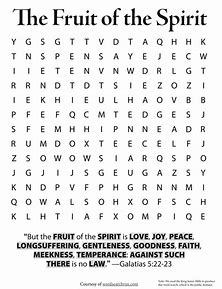 The Fruit of the Spirit
Y G S G T T V D T A Q H H K
T N S P E N S A Y E J E C W
I I E T E N V N W D R L G T
R R N D T D T S I E Z O Z I
I E K H I E U L H A O V B B
P E F E Q C M T E D G E S J
S F E M H H I P N N E R A D
R U M D O X T E E C E L F J
Z S O W O W S I A R Q S P O
A G J I J S G E U Z A S Y
K N D P V F P H G R N M O
Q O W A L S O H X O F S C H
K L H T I A F X O M P I Q E
"But the FRUIT of the SPIRIT is LOVE, JOY, PEACE,
LONGSUFFERING, GENTLENESS, GOODNESS, FAITH,
MEEKNESS, TEMPERANCE: AGAINST SUCH
THERE is no LAW." —Galatias 5:22-23